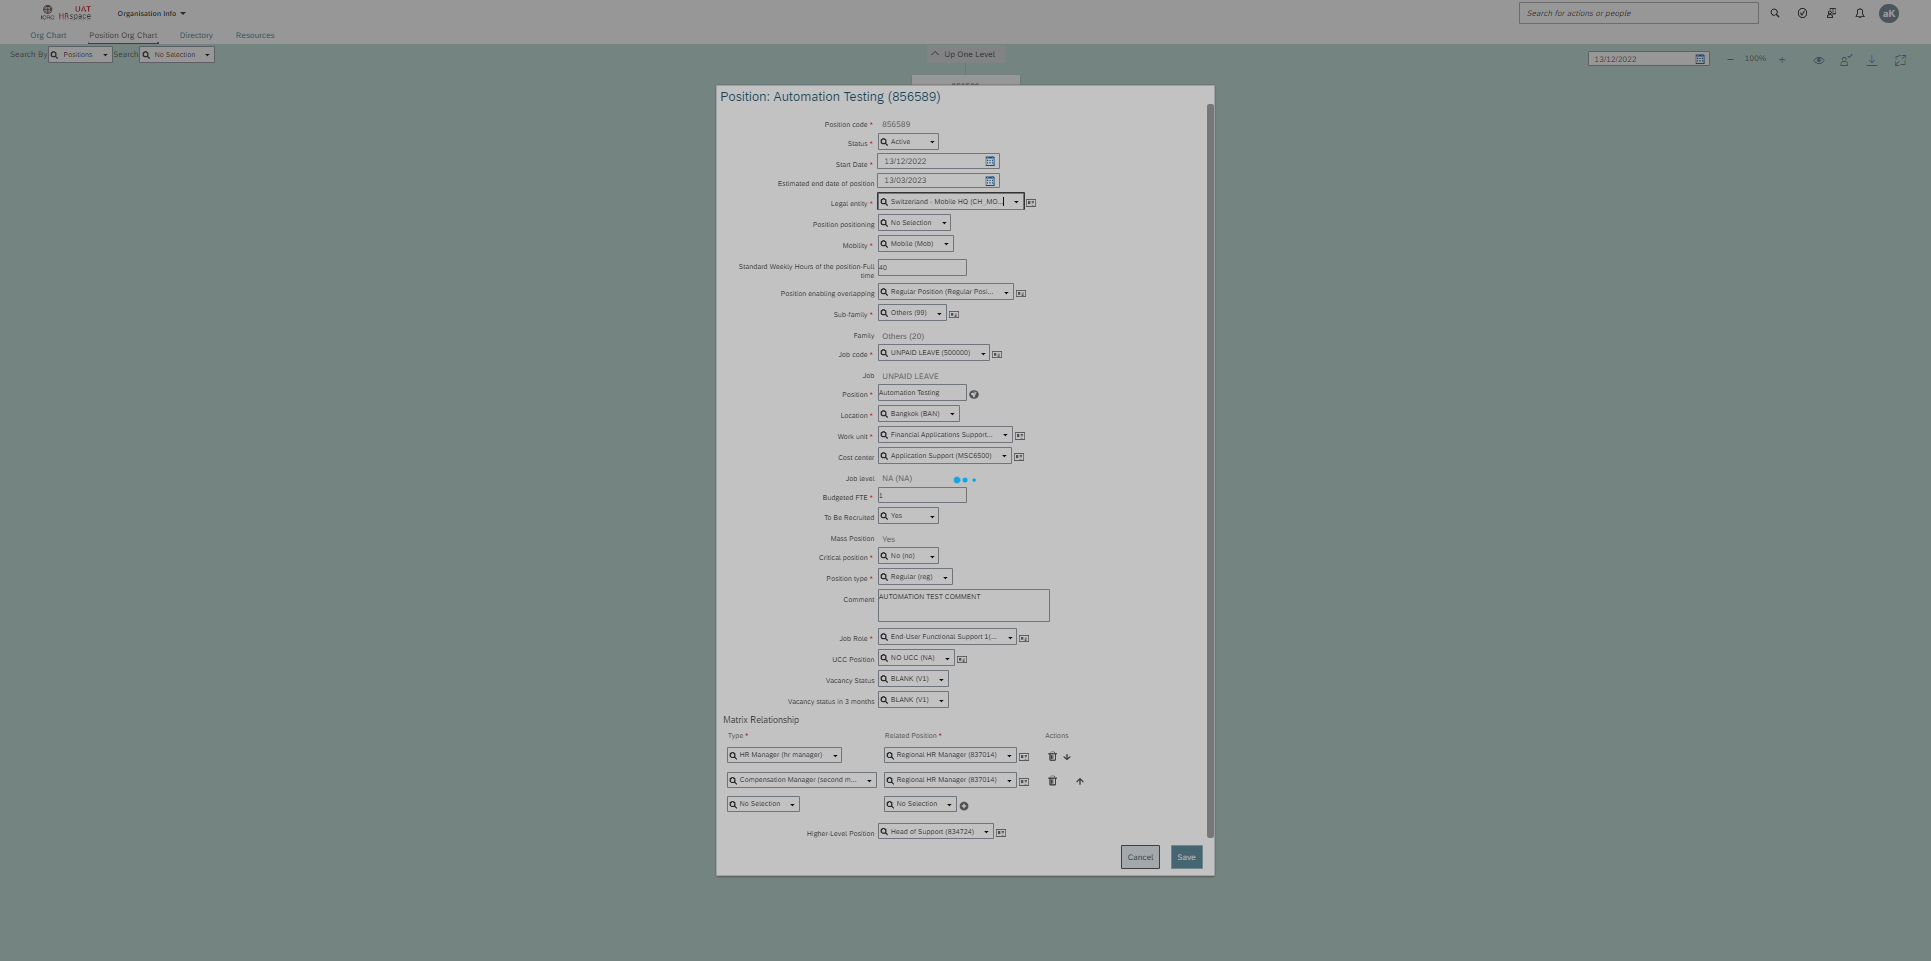 ICRC
UAT
HRspace
Organisation Info
Search for actions or people
aK
Org Chart
Position Org Chart
Directory
Resources
Search By
Positions
Search
No Selection
Up One Level
13/12/2022
100%
Position: Automation Testing (856589)
Position code *
856589
Status *
Active
Start Date *
13/12/2022
Estimated end date of position
13/03/2023
Legal entity *
Switzerland - Mobile HQ (CH_MO...
Position positioning
No Selection
Mobility *
Mobile (Mob)
Standard Weekly Hours of the position-Full
time
40
Position enabling overlapping
Regular Position (Regular Posi...
Sub-family *
Others (99)
Family
Others (20)
Job code *
UNPAID LEAVE (500000)
Job
UNPAID LEAVE
Position *
Automation Testing
Location *
Bangkok (BAN)
Work unit *
Financial Applications Support...
Cost center
Application Support (MSC6500)
Job level
NA (NA)
Budgeted FTE *
1
To Be Recruited
Yes
Mass Position
Yes
Critical position *
No (no)
Position type *
Regular (reg)
Comment
AUTOMATION TEST COMMENT
Job Role *
End-User Functional Support 1(...
UCC Position
NO UCC (NA)
Vacancy Status
BLANK (V1)
Vacancy status in 3 months
BLANK (V1)
Matrix Relationship
Type *
Related Position *
Actions
HR Manager (hr manager)
Regional HR Manager (837014)
Compensation Manager (second m...
Regional HR Manager (837014)
No Selection
No Selection
Higher-Level Position
Head of Support (834724)
Cancel
Save